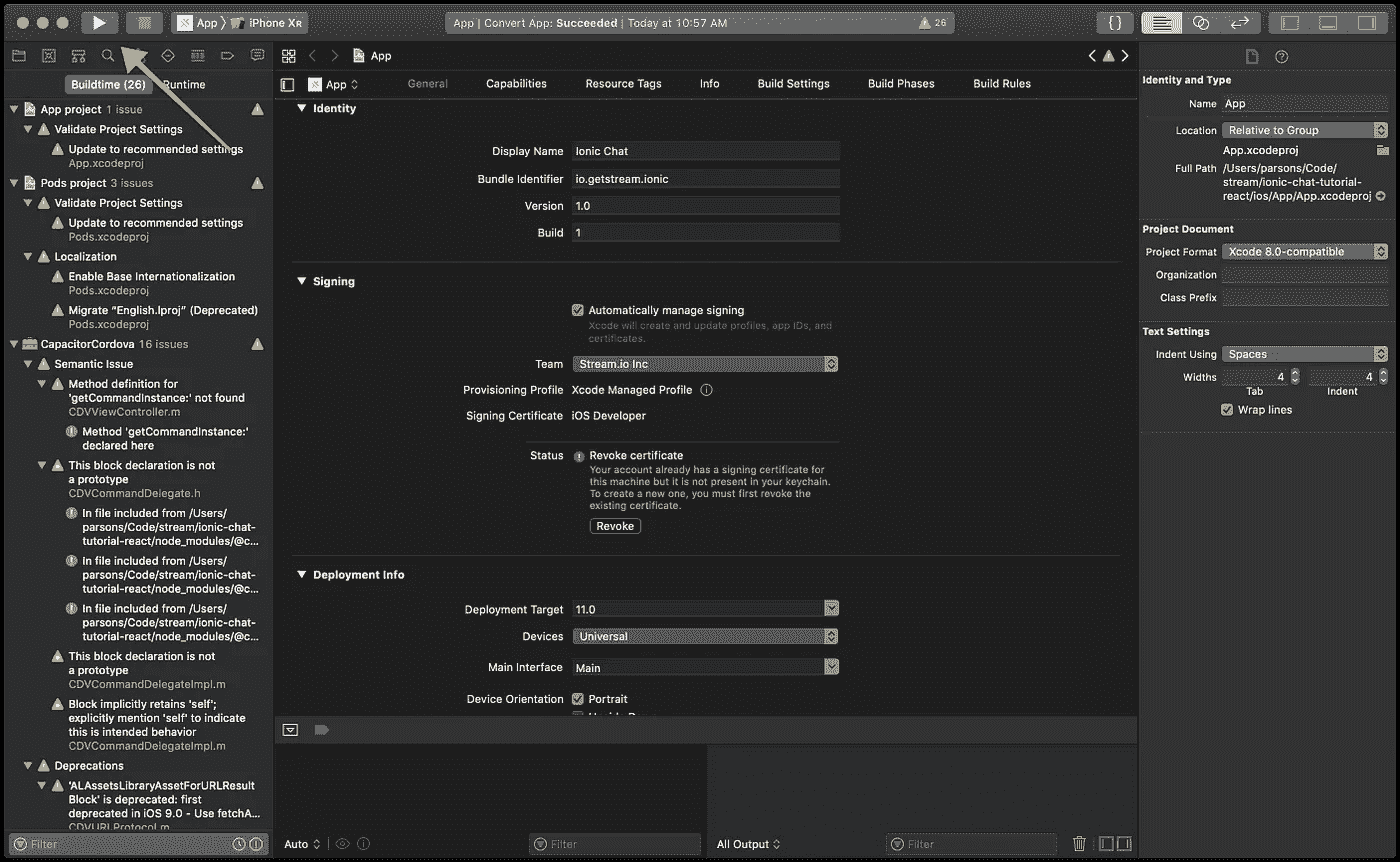 App 〉 iPhone XR
App | Convert App: Succeeded | Today at 10:57 AM
26
{ }
App
Buildtime (26)
untime
App project 1 issue
Validate Project Settings
Update to recommended settings
App.xcodeproj
Pods project 3 issues
Validate Project Settings
Update to recommended settings
Pods.xcodeproj
Localization
Enable Base Internationalization
Pods.xcodeproj
Migrate “English.lproj” (Deprecated)
Pods.xcodeproj
CapacitorCordova 16 issues
Semantic Issue
Method definition for
'getCommandInstance:' not found
CDVViewController.m
Method 'getCommandInstance:'
declared here
This block declaration is not
a prototype
CDVCommandDelegate.h
In file included from /Users/
parsons/Code/stream/ionic-chat-
tutorial-react/node_modules/@c...
In file included from /Users/
parsons/Code/stream/ionic-chat-
tutorial-react/node_modules/@c...
In file included from /Users/
parsons/Code/stream/ionic-chat-
tutorial-react/node_modules/@c...
This block declaration is not
a prototype
CDVCommandDelegateImpl.m
Block implicitly retains 'self';
explicitly mention 'self' to indicate
this is intended behavior
CDVCommandDelegateImpl.m
Deprecations
'ALAssetsLibraryAssetForURLResult
Block' is deprecated: first
deprecated in iOS 9.0 - Use fetchA...
CDVURLProtocol.m
Filter
App
General
Capabilities
Resource Tags
Info
Build Settings
Build Phases
Build Rules
Identity
Display Name Ionic Chat
Bundle Identifier io.getstream.ionic
Version 1.0
Build 1
Signing
Automatically manage signing
Xcode will create and update profiles, app IDs, and
certificates.
Team Stream.io Inc
Provisioning Profile Xcode Managed Profile
Signing Certificate iOS Developer
Status Revoke certificate
Your account already has a signing certificate for
this machine but it is not present in your keychain.
To create a new one, you must first revoke the
existing certificate.
Revoke
Deployment Info
Deployment Target 11.0
Devices Universal
Main Interface Main
Device Orientation Portrait
Auto
Filter
All Output
Filter
Identity and Type
Name App
Location Relative to Group
App.xcodeproj
Full Path /Users/parsons/Code/
stream/ionic-chat-tutorial-
react/ios/App/App.xcodeproj
Project Document
Project Format Xcode 8.0-compatible
Organization
Class Prefix
Text Settings
Indent Using Spaces
Widths 4 4
Tab Indent
Wrap lines